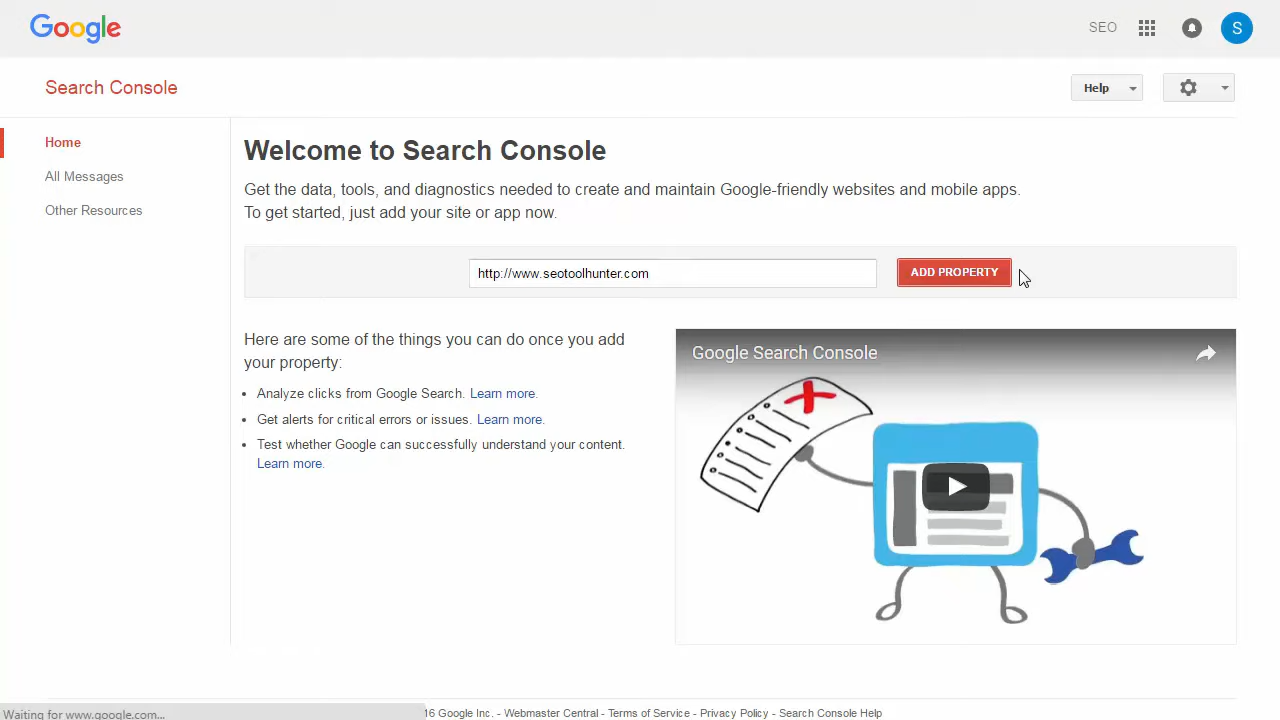 Google
SEO
S
Search Console
Help
Home
All Messages
Other Resources
Welcome to Search Console
Get the data, tools, and diagnostics needed to create and maintain Google-friendly websites and mobile apps.
To get started, just add your site or app now.
http://www.seotoolhunter.com
ADD PROPERTY
Here are some of the things you can do once you add
your property:
• Analyze clicks from Google Search. Learn more.
• Get alerts for critical errors or issues. Learn more.
• Test whether Google can successfully understand your content.
Learn more.
Google Search Console
Waiting for www.google.com...
16 Google Inc. - Webmaster Central - Terms of Service - Privacy Policy - Search Console Help